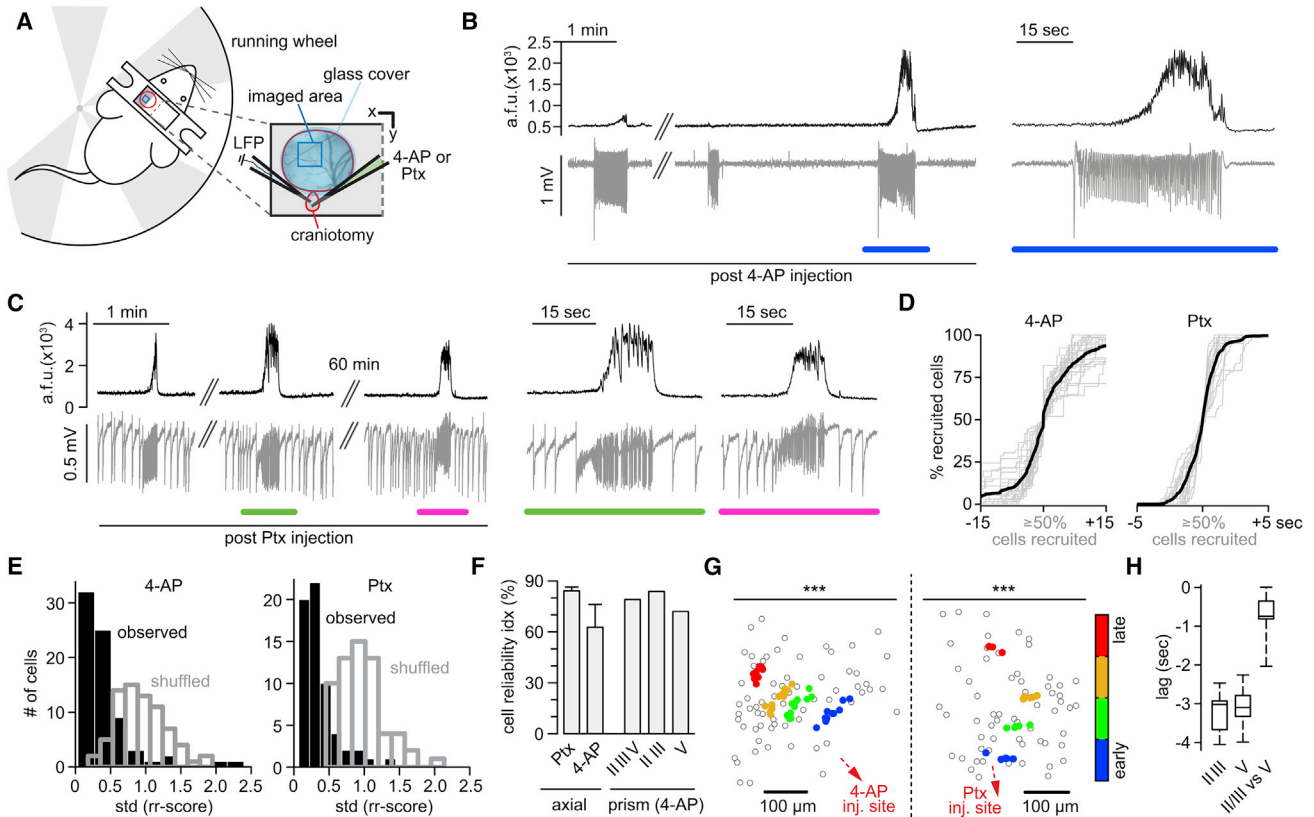 A
running wheel
glass cover
imaged area
x
y
LFP
4-AP or
Ptx
craniotomy
B
1 min
15 sec
a.f.u.(x10³)
2.5
2.0
1.5
1.0
0.5
0
1 mV
post 4-AP injection
C
1 min
15 sec
15 sec
a.f.u.(x10³)
4
2
0
60 min
0.5 mV
post Ptx injection
D
4-AP
Ptx
% recruited cells
100
75
50
25
0
-15
≥50%
cells recruited
+15
-5
≥50%
cells recruited
+5 sec
E
4-AP
Ptx
# of cells
30
20
10
0
observed
shuffled
0
0.5
1.0
1.5
2.0
2.5
std (rr-score)
20
15
10
5
0
observed
shuffled
0
0.5
1.0
1.5
2.0
2.5
std (rr-score)
F
cell reliability idx (%)
90
60
30
0
Ptx
4-AP
II III V
II III
V
axial
prism (4-AP)
G
***
***
4-AP
inj. site
100 µm
Ptx
inj. site
100 µm
late
early
H
lag (sec)
0
-1
-2
-3
-4
II III
V
II/III vs V